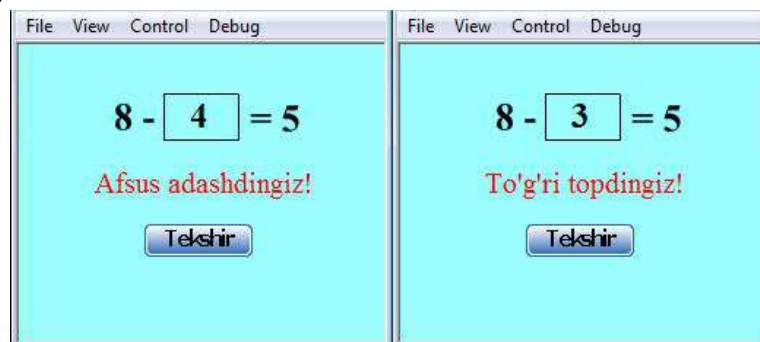 File View Control Debug
8 - 4 = 5
Afsus adashdingiz!
Tekshir
File View Control Debug
8 - 3 = 5
To'g'ri topdingiz!
Tekshir